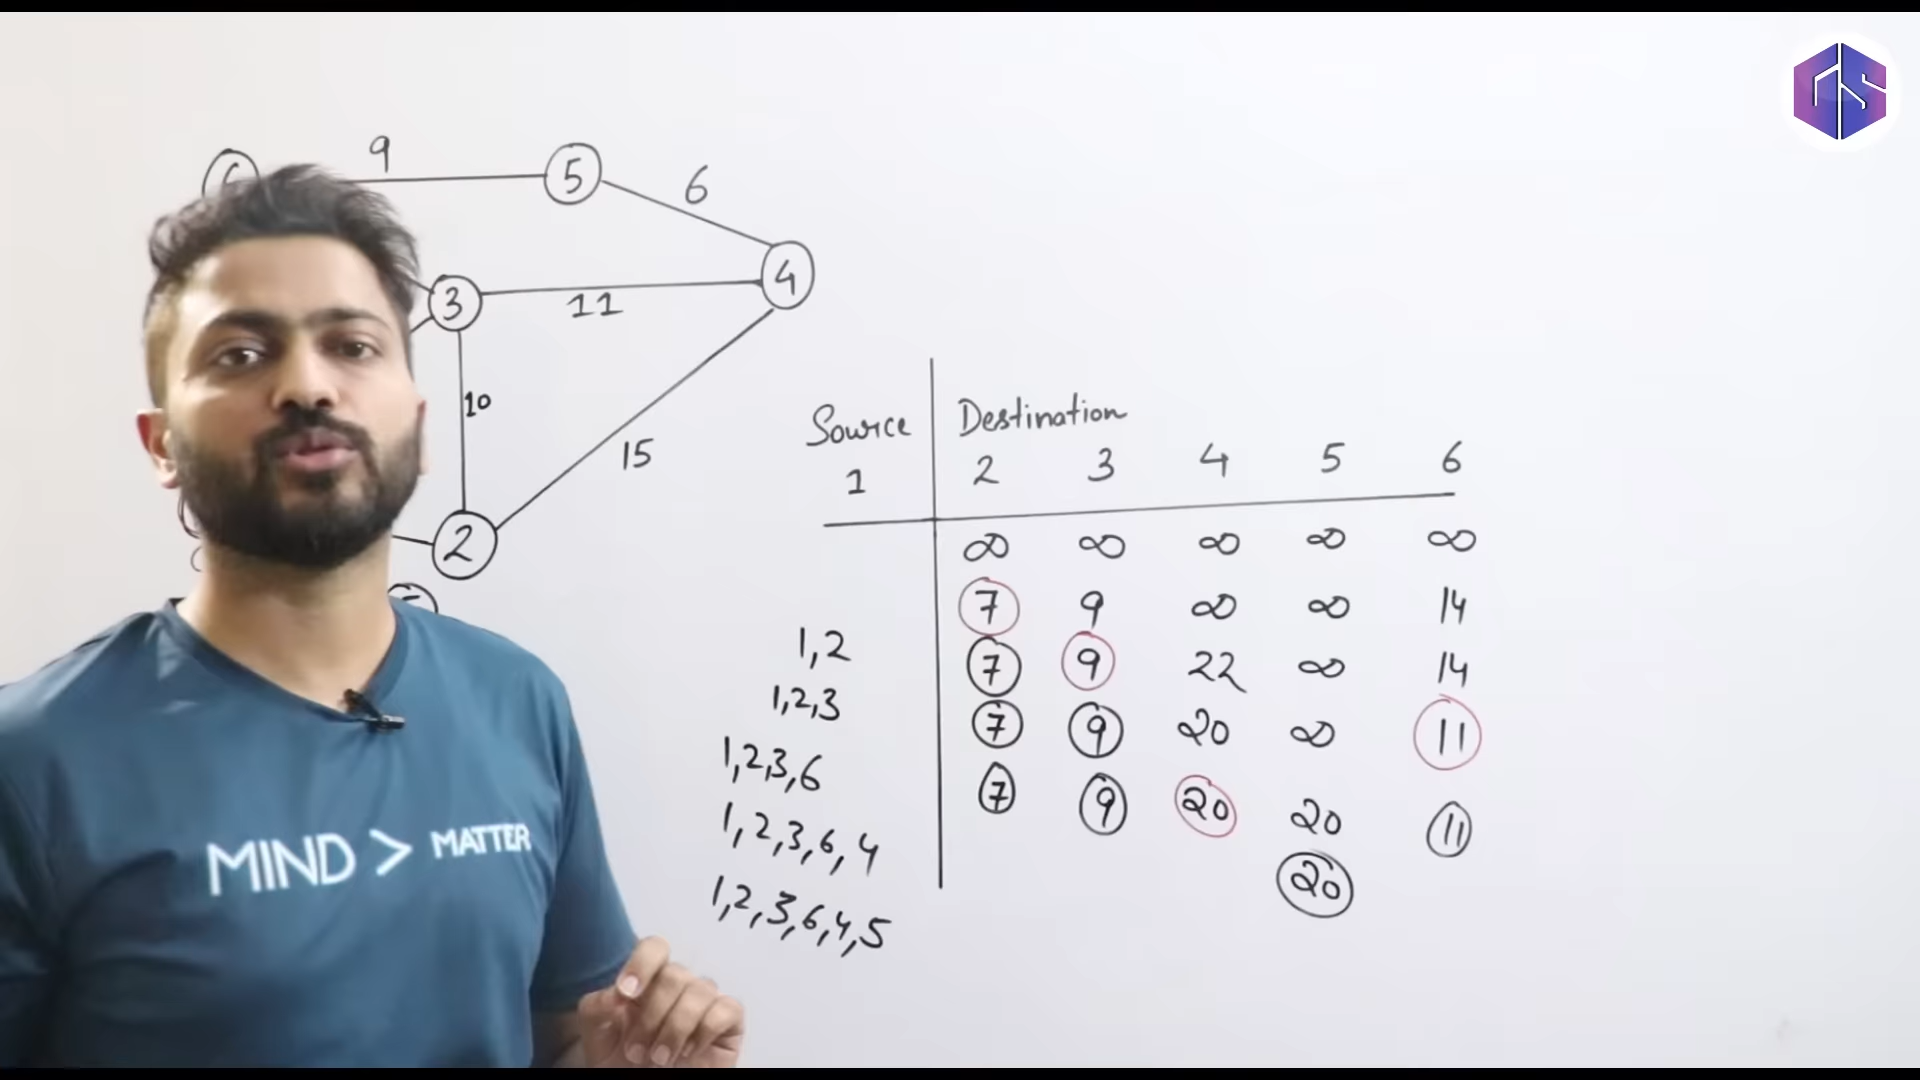 9
5
6
4
3
11
10
15
2
Source | Destination
1 | 2 3 4 5 6
∞ ∞ ∞ ∞ ∞
7 9 ∞ ∞ 14
1,2 7 9 22 ∞ 14
1,2,3 7 9 20 ∞ 11
1,2,3,6 7 9 20 20 11
1,2,3,6,4 20
1,2,3,6,4,5
MIND > MATTER